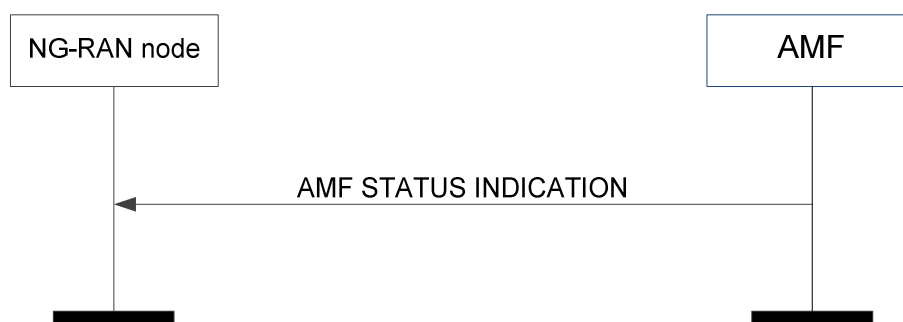 NG-RAN node
AMF
AMF STATUS INDICATION